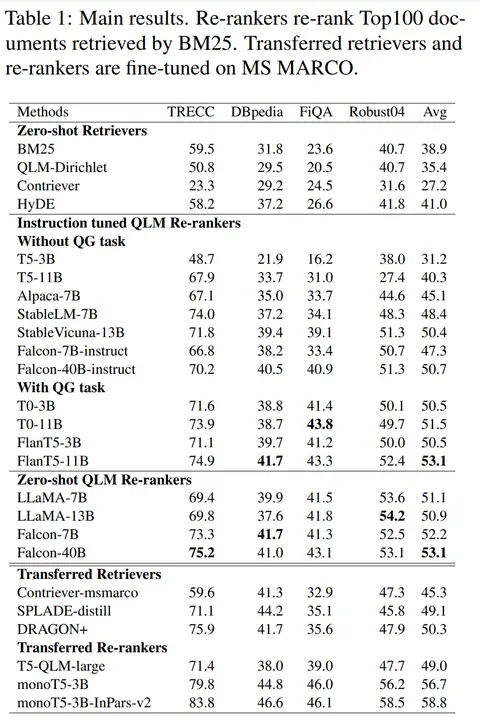 Table 1: Main results. Re-rankers re-rank Top100 doc-
uments retrieved by BM25. Transferred retrievers and
re-rankers are fine-tuned on MS MARCO.
Methods TRECC DBpedia FiQA Robust04 Avg
Zero-shot Retrievers
BM25 59.5 31.8 23.6 40.7 38.9
QLM-Dirichlet 50.8 29.5 20.5 40.7 35.4
Contriever 23.3 29.2 24.5 31.6 27.2
HyDE 58.2 37.2 26.6 41.8 41.0
Instruction tuned QLM Re-rankers
Without QG task
T5-3B 48.7 21.9 16.2 38.0 31.2
T5-11B 67.9 33.7 31.0 27.4 40.3
Alpaca-7B 67.1 35.0 33.7 44.6 45.1
StableLM-7B 74.0 37.2 34.1 48.3 48.4
StableVicuna-13B 71.8 39.4 39.1 51.3 50.4
Falcon-7B-instruct 66.8 38.2 33.4 50.7 47.3
Falcon-40B-instruct 70.2 40.5 40.9 51.3 50.7
With QG task
T0-3B 71.6 38.8 41.4 50.1 50.5
T0-11B 73.9 38.7 43.8 49.7 51.5
FlanT5-3B 71.1 39.7 41.2 50.0 50.5
FlanT5-11B 74.9 41.7 43.3 52.4 53.1
Zero-shot QLM Re-rankers
LLaMA-7B 69.4 39.9 41.5 53.6 51.1
LLaMA-13B 69.8 37.6 41.8 54.2 50.9
Falcon-7B 73.3 41.7 41.3 52.5 52.2
Falcon-40B 75.2 41.0 43.1 53.1 53.1
Transferred Retrievers
Contriever-msmarco 59.6 41.3 32.9 47.3 45.3
SPLADE-distill 71.1 44.2 35.1 45.8 49.1
DRAGON+ 75.9 41.7 35.6 47.9 50.3
Transferred Re-rankers
T5-QLM-large 71.4 38.0 39.0 47.7 49.0
monoT5-3B 79.8 44.8 46.0 56.2 56.7
monoT5-3B-InPars-v2 83.8 46.6 46.1 58.5 58.8